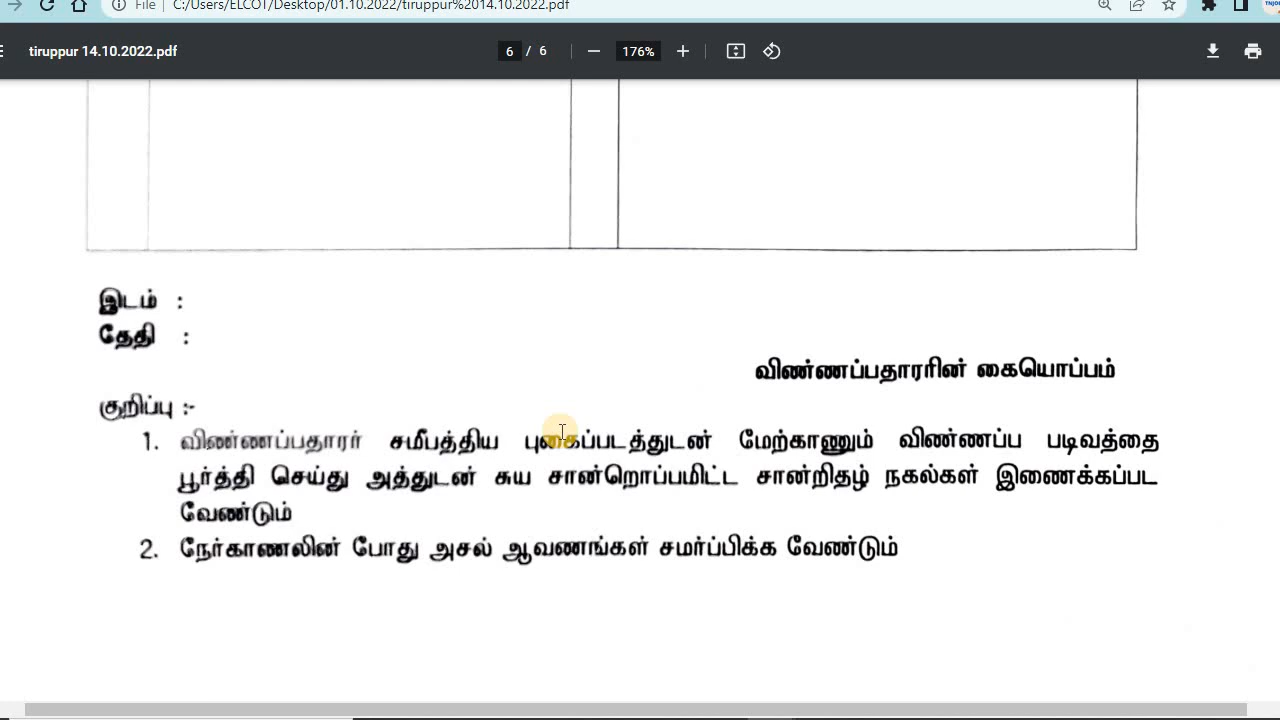 File | C:/Users/ELCOT/Desktop/01.10.2022/tiruppur%2014.10.2022.pdf
tiruppur 14.10.2022.pdf 6 / 6 176%
இடம் :
தேதி :
விண்ணப்பதாரரின் கையொப்பம்
குறிப்பு :-
1. விண்ணப்பதாரர் சமீபத்திய புகைப்படத்துடன் மேற்காணும் விண்ணப்ப படிவத்தை
பூர்த்தி செய்து அத்துடன் சுய சான்றொப்பமிட்ட சான்றிதழ் நகல்கள் இணைக்கப்பட
வேண்டும்
2. நேர்காணலின் போது அசல் ஆவணங்கள் சமர்ப்பிக்க வேண்டும்